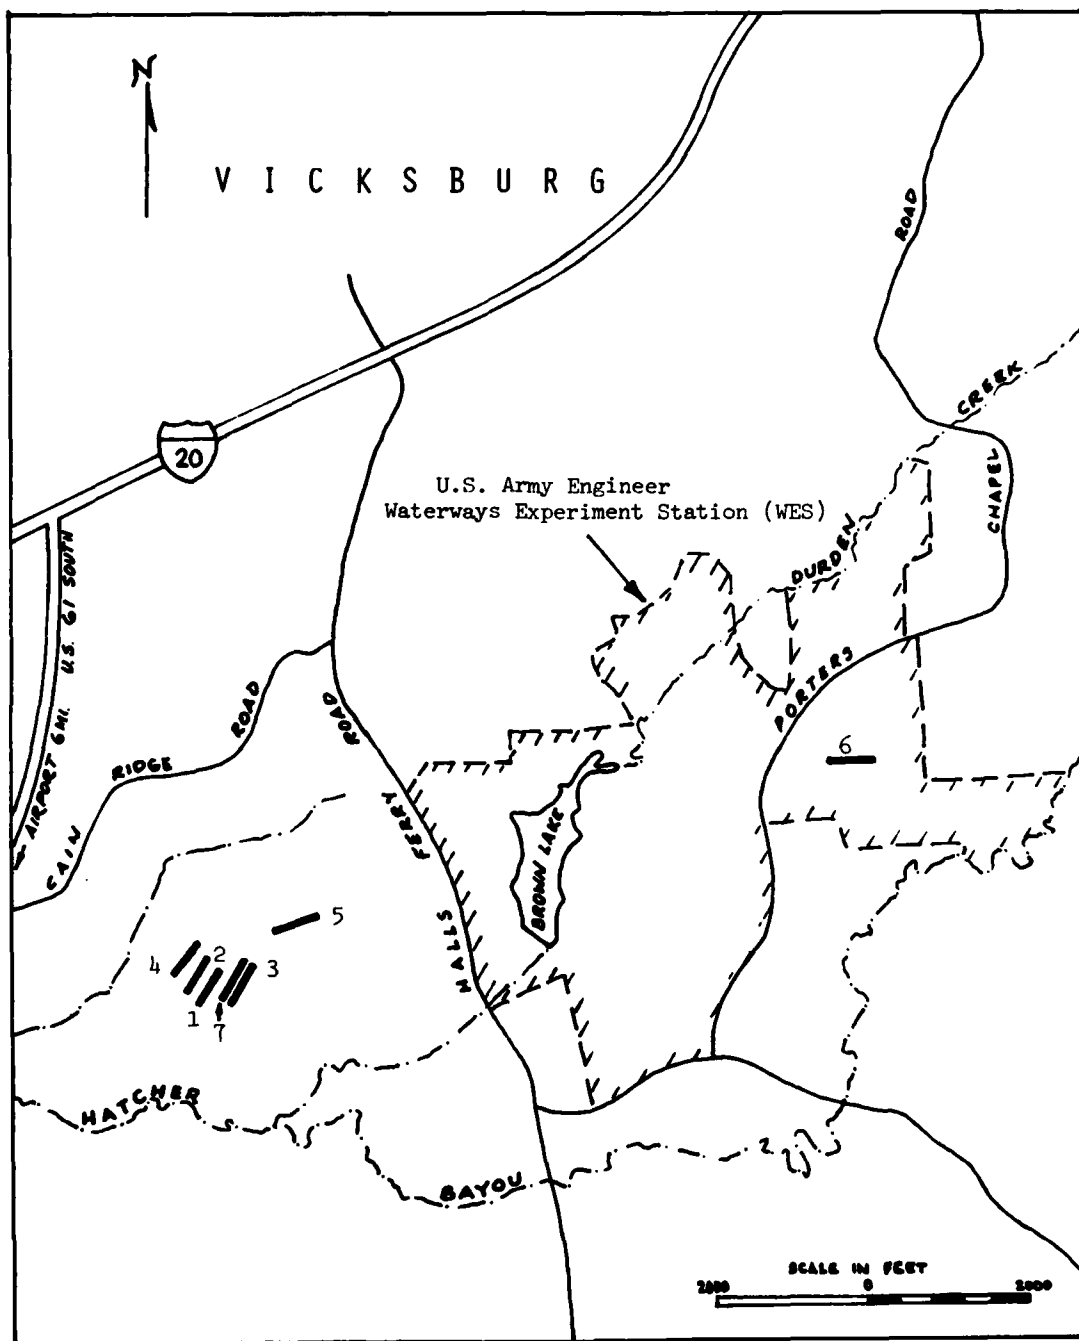 N
VICKSBURG
ROAD
20
CREEK
U.S. Army Engineer
Waterways Experiment Station (WES)
CHAPEL
DURDEN
AIRPORT 6 MI. U.S. 61 SOUTH
PORTERS
CAIN RIDGE ROAD
HALLS FERRY ROAD
6
BROWN LAKE
5
4
2
3
1
7
HATCHER
BAYOU
SCALE IN FEET
2000 0 2000